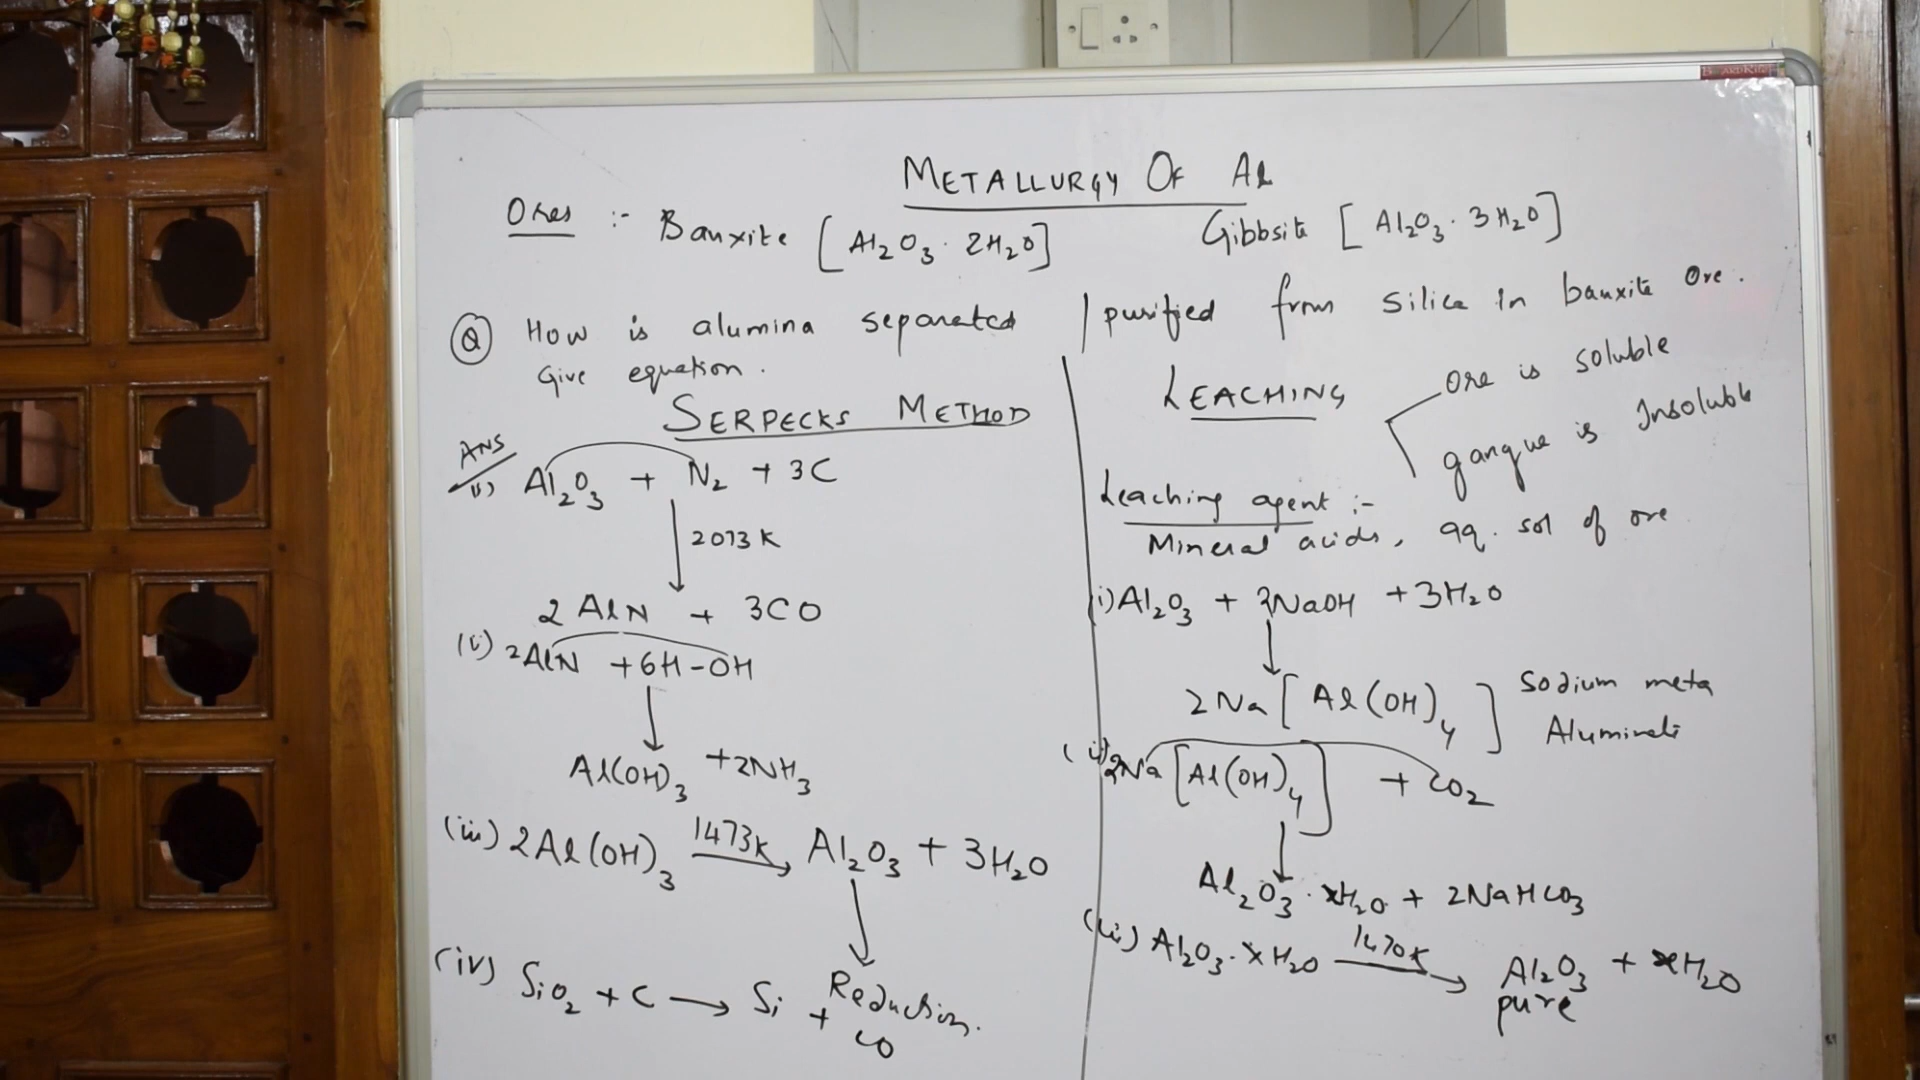 METALLURGY OF Al
Ores :- Bauxite [Al₂O₃· 2H₂O] Gibbsite [Al₂O₃· 3H₂O]
Q How is alumina separated / purified from silica in bauxite Ore.
Give equation.
SERPECKS METHOD
ANS
(i) Al₂O₃ + N₂ + 3C
↓ 2073K
2AlN + 3CO
(ii) 2AlN + 6H-OH
↓
Al(OH)₃ + 2NH₃
(iii) 2Al(OH)₃ 1473K → Al₂O₃ + 3H₂O
↓
Reduction.
(iv) SiO₂ + C → Si + CO
LEACHING
Ore is soluble
gangue is Insoluble
Leaching agent :-
Mineral acids, aq. sol of ore
(i) Al₂O₃ + 2NaOH + 3H₂O
↓
2Na[Al(OH)₄] Sodium meta
Aluminate
(ii) 2Na[Al(OH)₄] + CO₂
↓
Al₂O₃·xH₂O + 2NaHCO₃
(iii) Al₂O₃·xH₂O 1470K → Al₂O₃ + xH₂O
pure